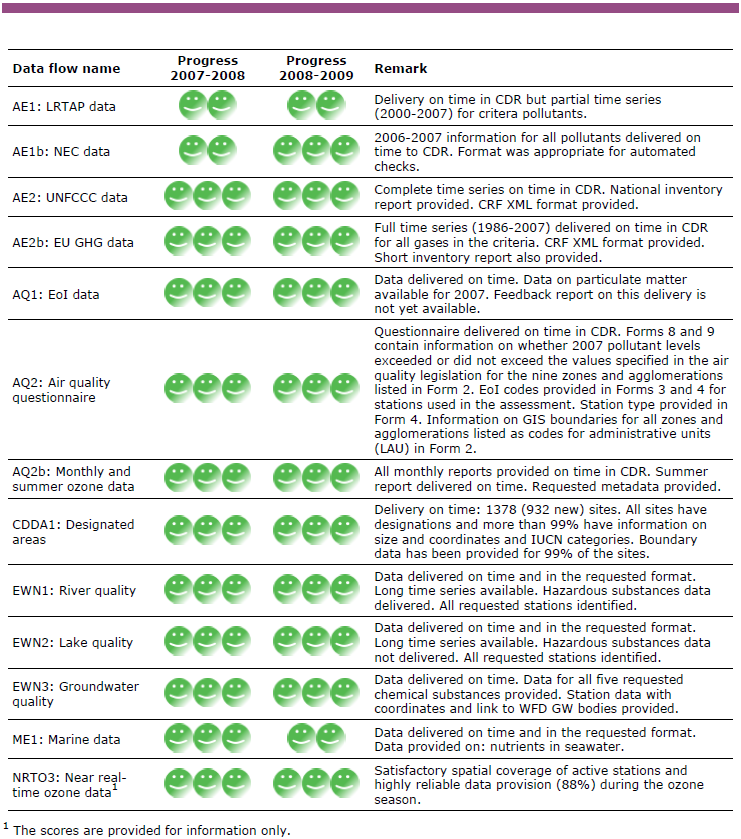 Data flow name
Progress
2007-2008
Progress
2008-2009
Remark
AE1: LRTAP data
Delivery on time in CDR but partial time series
(2000-2007) for critera pollutants.
AE1b: NEC data
2006-2007 information for all pollutants delivered on
time to CDR. Format was appropriate for automated
checks.
AE2: UNFCCC data
Complete time series on time in CDR. National inventory
report provided. CRF XML format provided.
AE2b: EU GHG data
Full time series (1986-2007) delivered on time in CDR
for all gases in the criteria. CRF XML format provided.
Short inventory report also provided.
AQ1: EoI data
Data delivered on time. Data on particulate matter
available for 2007. Feedback report on this delivery is
not yet available.
AQ2: Air quality
questionnaire
Questionnaire delivered on time in CDR. Forms 8 and 9
contain information on whether 2007 pollutant levels
exceeded or did not exceed the values specified in the air
quality legislation for the nine zones and agglomerations
listed in Form 2. EoI codes provided in Forms 3 and 4 for
stations used in the assessment. Station type provided in
Form 4. Information on GIS boundaries for all zones and
agglomerations listed as codes for administrative units
(LAU) in Form 2.
AQ2b: Monthly and
summer ozone data
All monthly reports provided on time in CDR. Summer
report delivered on time. Requested metadata provided.
CDDA1: Designated
areas
Delivery on time: 1378 (932 new) sites. All sites have
designations and more than 99% have information on
size and coordinates and IUCN categories. Boundary
data has been provided for 99% of the sites.
EWN1: River quality
Data delivered on time and in the requested format.
Long time series available. Hazardous substances data
delivered. All requested stations identified.
EWN2: Lake quality
Data delivered on time and in the requested format.
Long time series available. Hazardous substances data
not delivered. All requested stations identified.
EWN3: Groundwater
quality
Data delivered on time. Data for all five requested
chemical substances provided. Station data with
coordinates and link to WFD GW bodies provided.
ME1: Marine data
Data delivered on time and in the requested format.
Data provided on: nutrients in seawater.
NRTO3: Near real-
time ozone data¹
Satisfactory spatial coverage of active stations and
highly reliable data provision (88%) during the ozone
season.
¹ The scores are provided for information only.